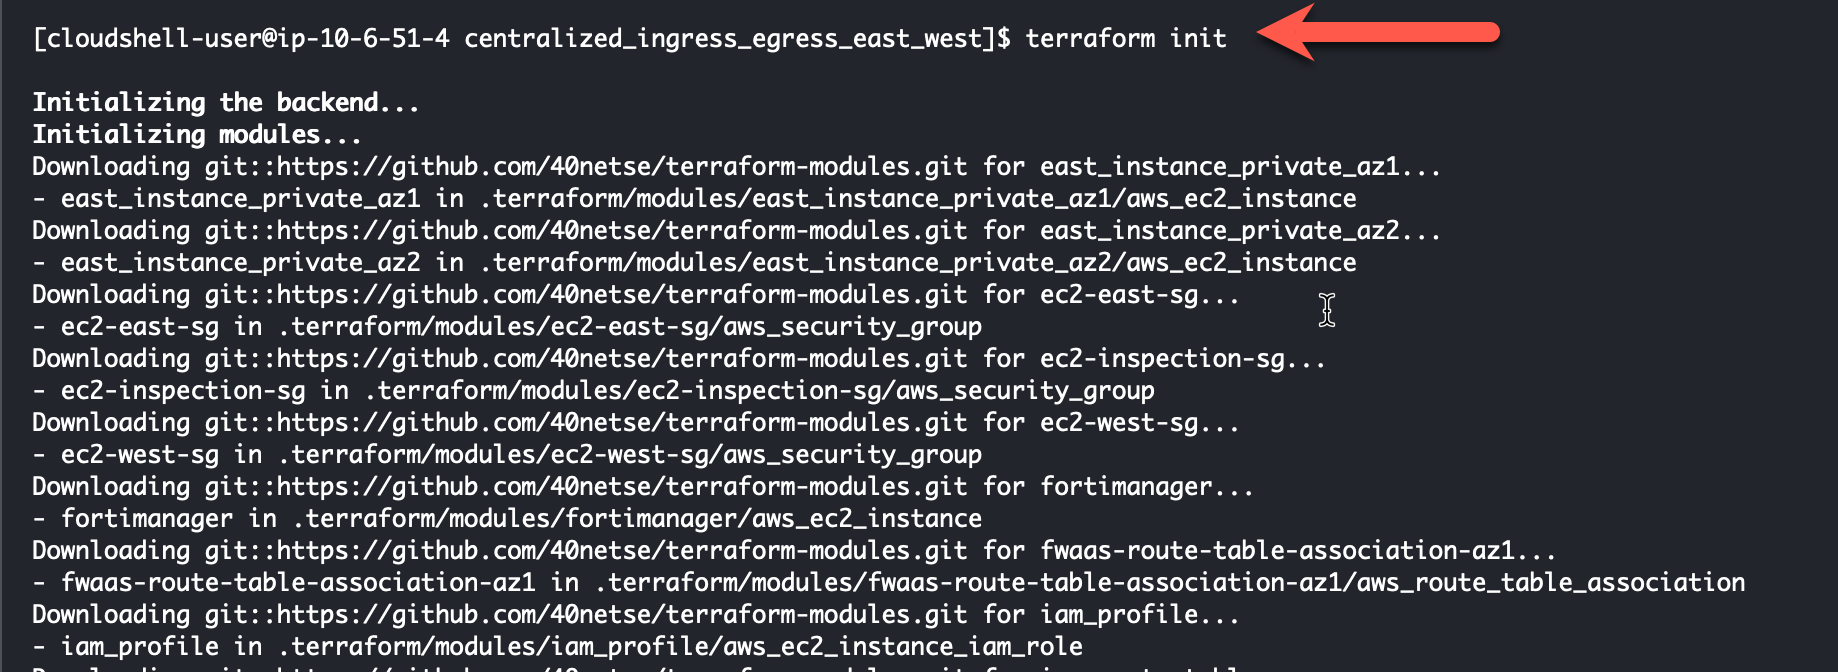 [cloudshell-user@ip-10-6-51-4 centralized_ingress_egress_east_west]$ terraform init
Initializing the backend...
Initializing modules...
Downloading git::https://github.com/40netse/terraform-modules.git for east_instance_private_az1...
- east_instance_private_az1 in .terraform/modules/east_instance_private_az1/aws_ec2_instance
Downloading git::https://github.com/40netse/terraform-modules.git for east_instance_private_az2...
- east_instance_private_az2 in .terraform/modules/east_instance_private_az2/aws_ec2_instance
Downloading git::https://github.com/40netse/terraform-modules.git for ec2-east-sg...
- ec2-east-sg in .terraform/modules/ec2-east-sg/aws_security_group
Downloading git::https://github.com/40netse/terraform-modules.git for ec2-inspection-sg...
- ec2-inspection-sg in .terraform/modules/ec2-inspection-sg/aws_security_group
Downloading git::https://github.com/40netse/terraform-modules.git for ec2-west-sg...
- ec2-west-sg in .terraform/modules/ec2-west-sg/aws_security_group
Downloading git::https://github.com/40netse/terraform-modules.git for fortimanager...
- fortimanager in .terraform/modules/fortimanager/aws_ec2_instance
Downloading git::https://github.com/40netse/terraform-modules.git for fwaas-route-table-association-az1...
- fwaas-route-table-association-az1 in .terraform/modules/fwaas-route-table-association-az1/aws_route_table_association
Downloading git::https://github.com/40netse/terraform-modules.git for iam_profile...
- iam_profile in .terraform/modules/iam_profile/aws_ec2_instance_iam_role